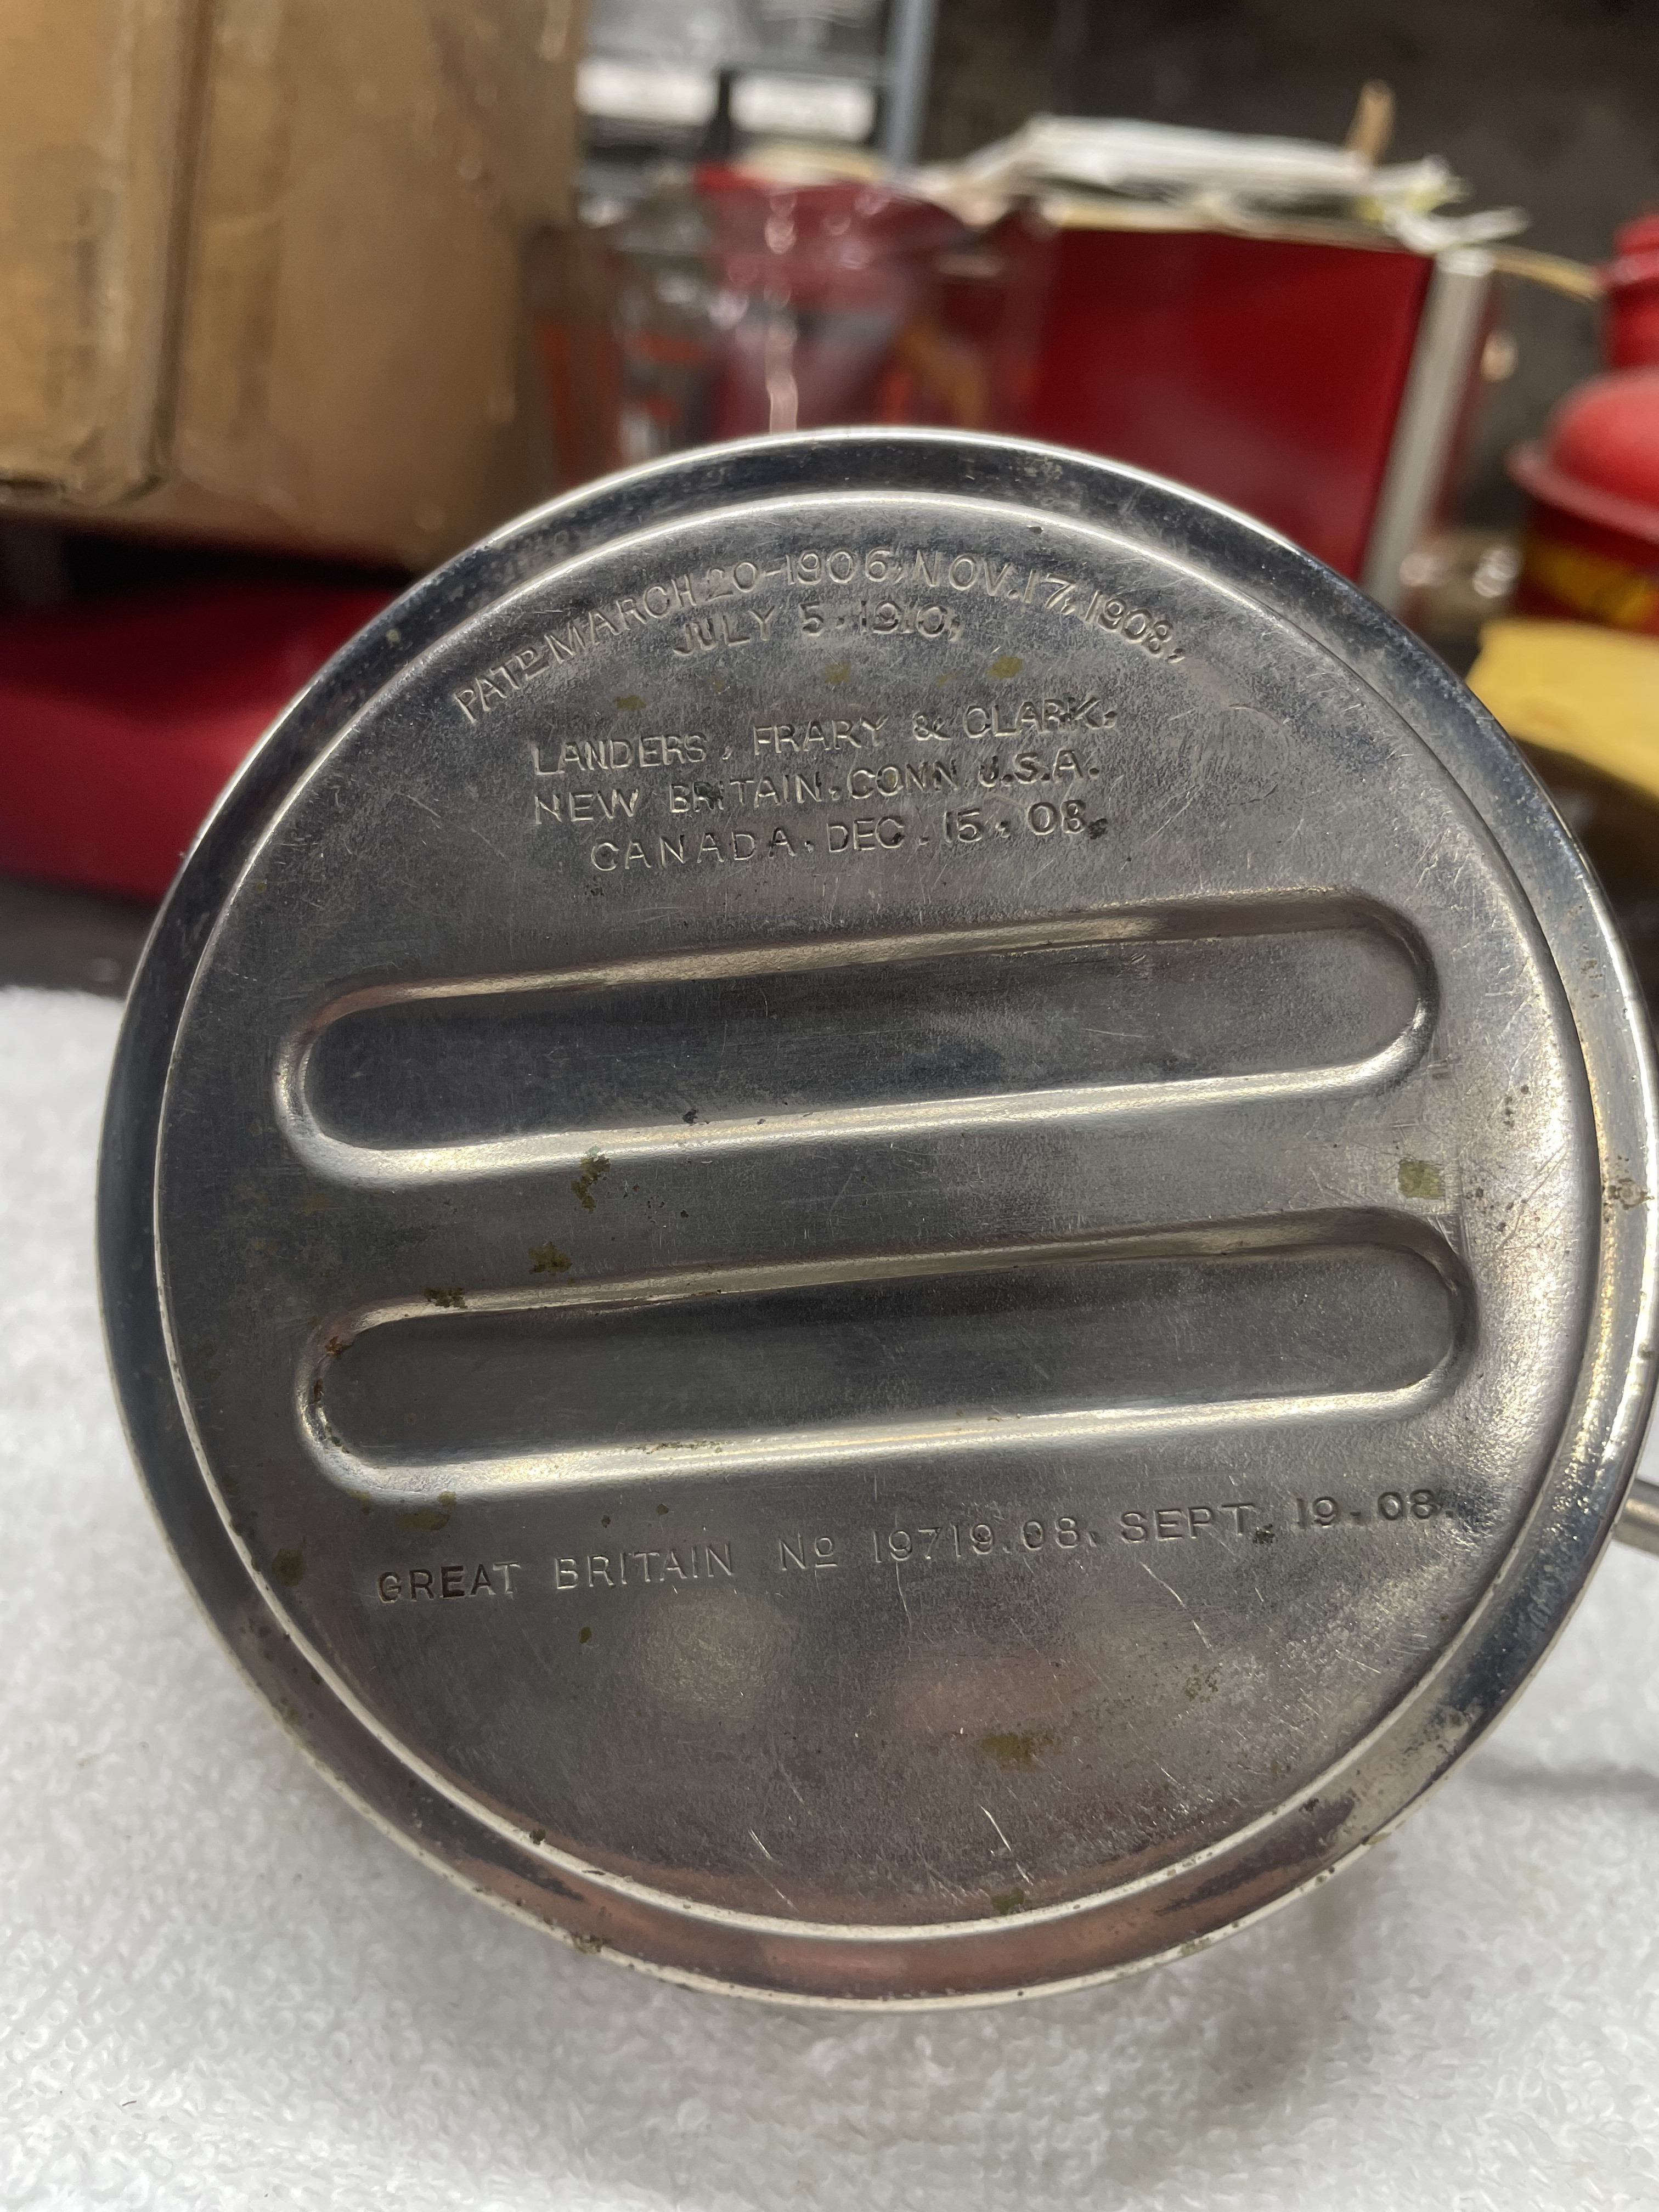 PATD MARCH 20-1906, NOV. 17, 1908,
JULY 5. 1910,
LANDERS, FRARY & CLARK,
NEW BRITAIN, CONN U.S.A.
CANADA. DEC. 15. 08.
GREAT BRITAIN No 19719.08. SEPT. 19-08.